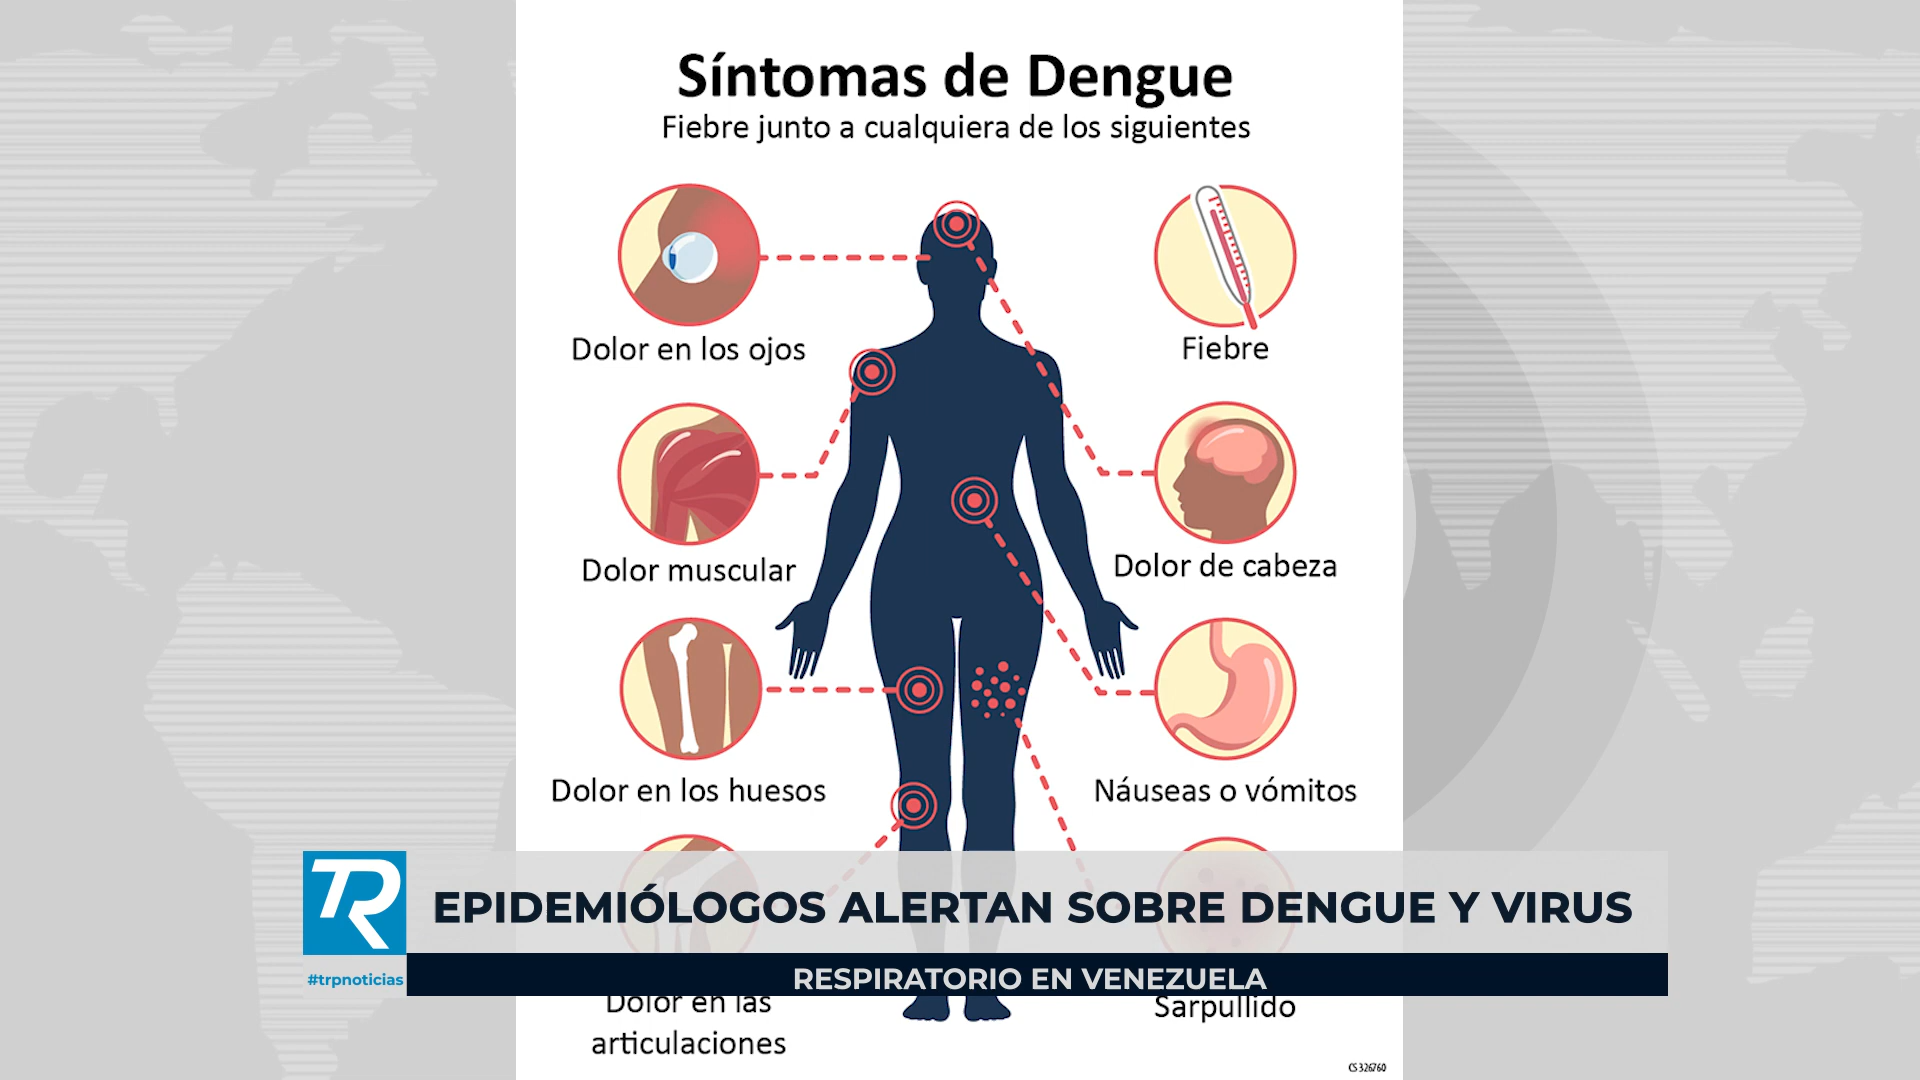 Síntomas de Dengue
Fiebre junto a cualquiera de los siguientes
Dolor en los ojos
Fiebre
Dolor muscular
Dolor de cabeza
Dolor en los huesos
Náuseas o vómitos
TR
EPIDEMIÓLOGOS ALERTAN SOBRE DENGUE Y VIRUS
#trpnoticias
RESPIRATORIO EN VENEZUELA
Dolor en las
articulaciones
Sarpullido
CS 326760